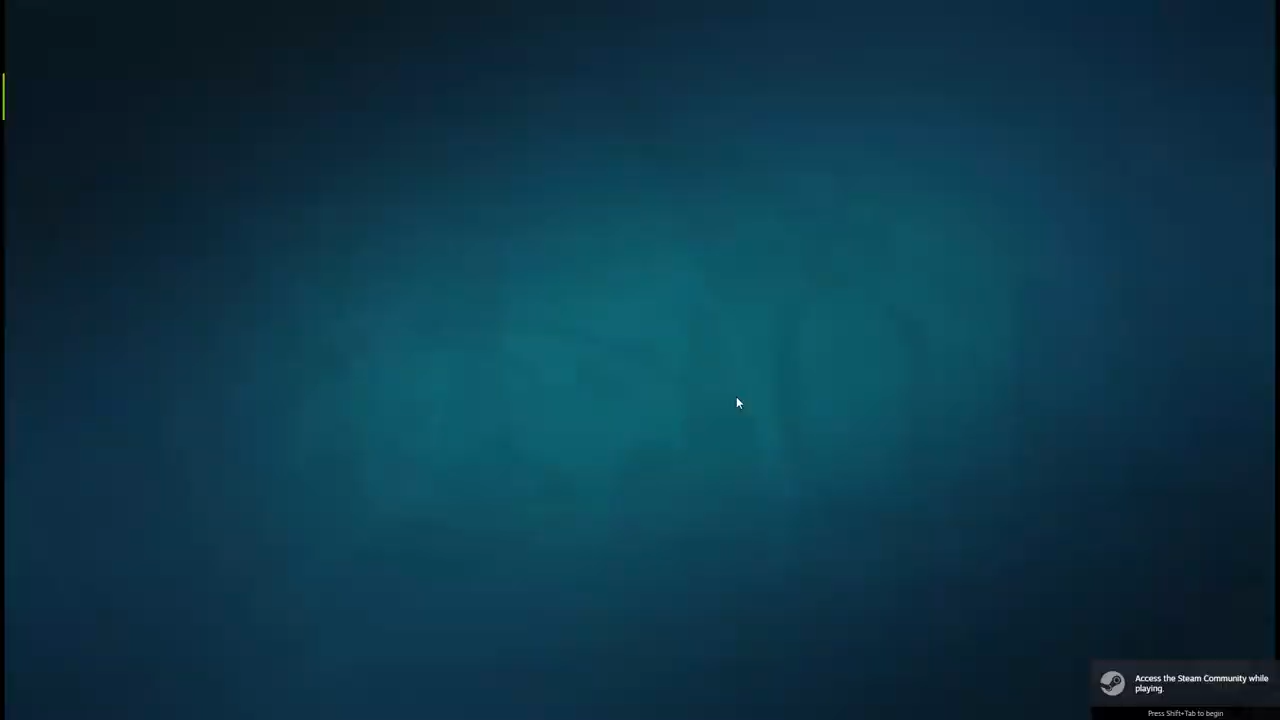 Access the Steam Community while
playing.
Press Shift+Tab to begin